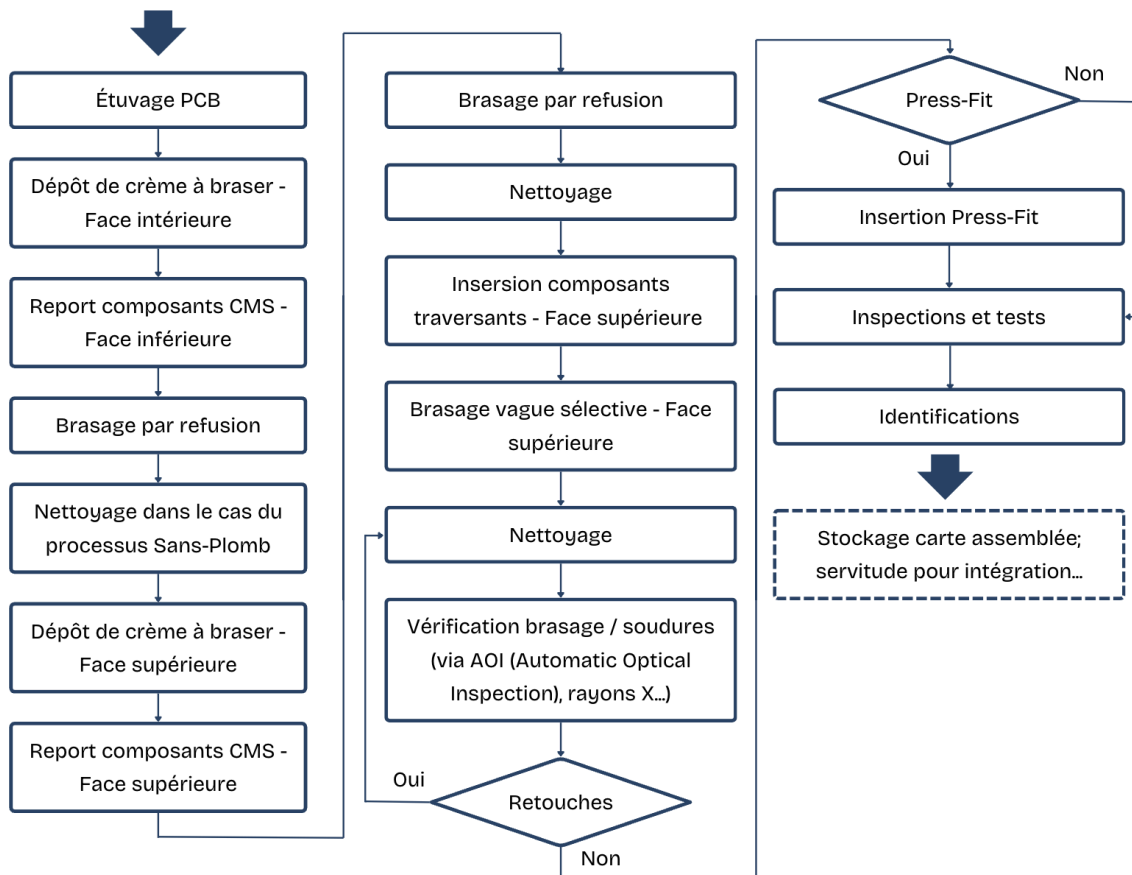 Étuvage PCB
Dépôt de crème à braser -
Face intérieure
Report composants CMS -
Face inférieure
Brasage par refusion
Nettoyage dans le cas du
processus Sans-Plomb
Dépôt de crème à braser -
Face supérieure
Report composants CMS -
Face supérieure
Brasage par refusion
Nettoyage
Insersion composants
traversants - Face supérieure
Brasage vague sélective - Face
supérieure
Nettoyage
Vérification brasage / soudures
(via AOI (Automatic Optical
Inspection), rayons X...)
Oui
Retouches
Non
Press-Fit
Non
Oui
Insertion Press-Fit
Inspections et tests
Identifications
Stockage carte assemblée;
servitude pour intégration...